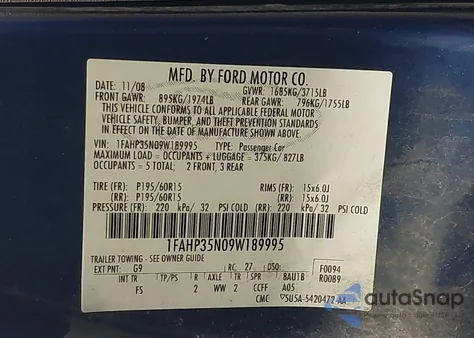 MFD. BY FORD MOTOR CO.
DATE: 11/08 GVWR: 1685KG/3715LB
FRONT GAWR: 895KG/1974LB REAR GAWR: 796KG/1755LB
THIS VEHICLE CONFORMS TO ALL APPLICABLE FEDERAL MOTOR
VEHICLE SAFETY, BUMPER, AND THEFT PREVENTION STANDARDS
IN EFFECT ON THE DATE OF MANUFACTURE SHOWN ABOVE.
VIN: 1FAHP35N09W189995 TYPE: Passenger Car
MAXIMUM LOAD = OCCUPANTS + LUGGAGE = 375KG/827LB
OCCUPANTS = 5 TOTAL; 2 FRONT, 3 REAR
TIRE (FR): P195/60R15 RIMS (FR): 15x6.0J
(RR): P195/60R15 (RR): 15x6.0J
PRESSURE (FR): 220 kPa/ 32 PSI COLD (RR): 220 kPa/ 32 PSI COLD
1FAHP35N09W189995
TRAILER TOWING - SEE OWNER GUIDE
EXT PNT: G9 RC: 27 DSO: F0094
INT TR TP/PS R AXLE TR SPR BAU1B R0089
FS 2 WW 2 CCFF A05
CMC 5U5A-5420472-AA
autoSnap